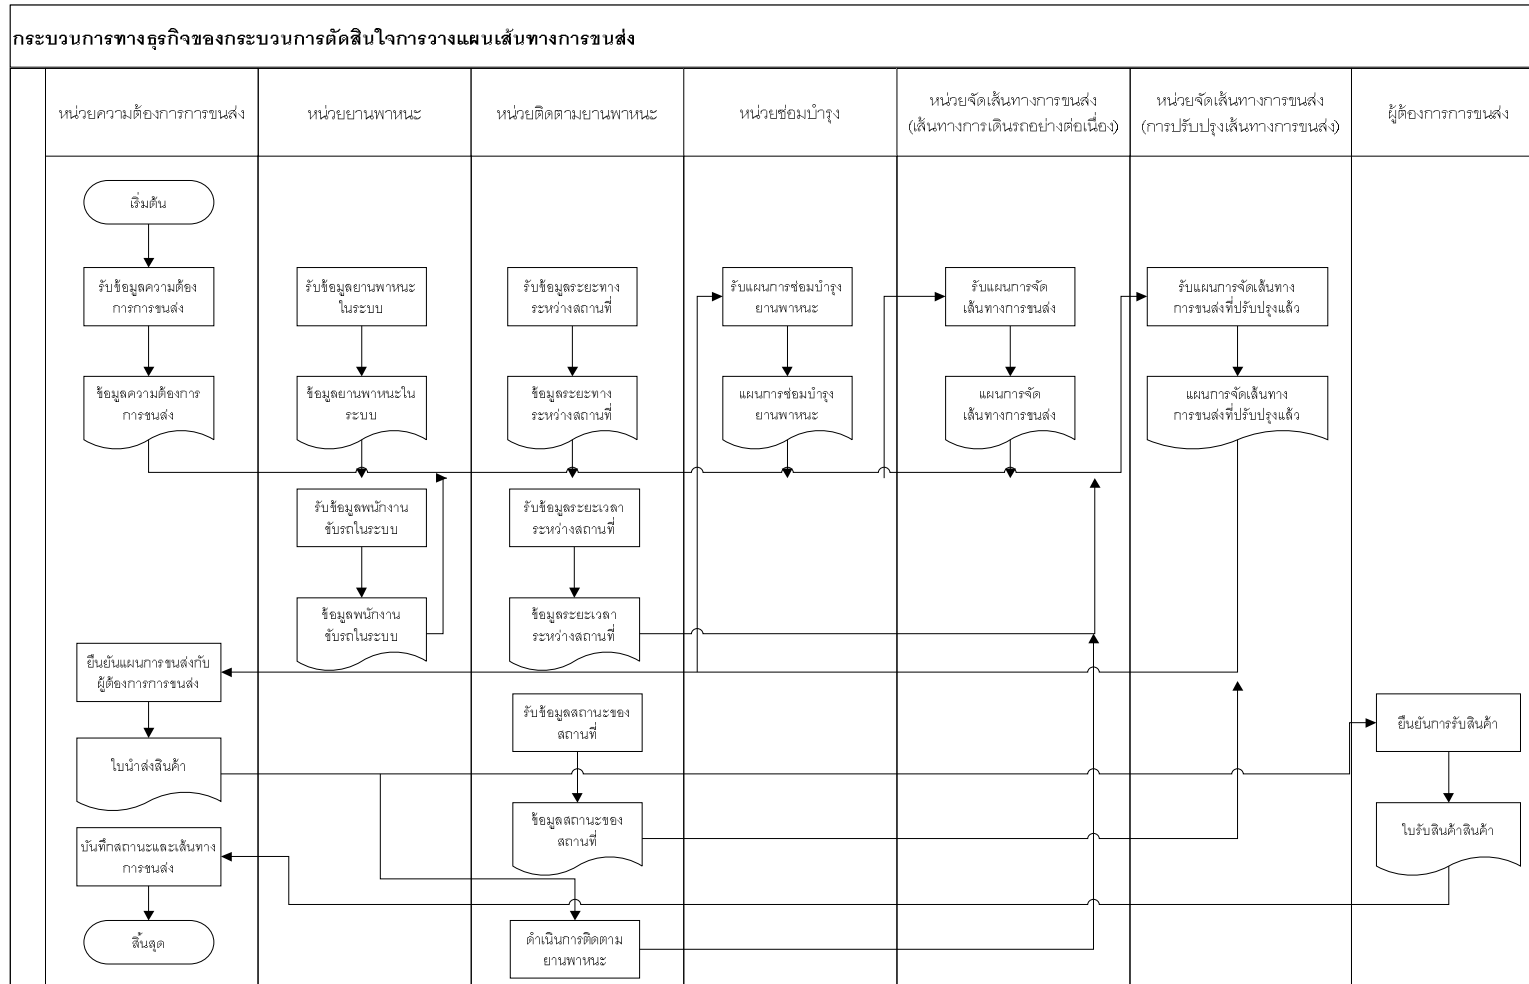 กระบวนการทางธุรกิจของกระบวนการตัดสินใจการวางแผนเส้นทางการขนส่ง
หน่วยความต้องการการขนส่ง
หน่วยยานพาหนะ
หน่วยติดตามยานพาหนะ
หน่วยซ่อมบำรุง
หน่วยจัดเส้นทางการขนส่ง
(เส้นทางการเดินรถอย่างต่อเนื่อง)
หน่วยจัดเส้นทางการขนส่ง
(การปรับปรุงเส้นทางการขนส่ง)
ผู้ต้องการการขนส่ง
เริ่มต้น
รับข้อมูลความต้อง
การการขนส่ง
รับข้อมูลยานพาหนะ
ในระบบ
รับข้อมูลระยะทาง
ระหว่างสถานที่
รับแผนการซ่อมบำรุง
ยานพาหนะ
รับแผนการจัด
เส้นทางการขนส่ง
รับแผนการจัดเส้นทาง
การขนส่งที่ปรับปรุงแล้ว
ข้อมูลความต้องการ
การขนส่ง
ข้อมูลยานพาหนะใน
ระบบ
ข้อมูลระยะทาง
ระหว่างสถานที่
แผนการซ่อมบำรุง
ยานพาหนะ
แผนการจัด
เส้นทางการขนส่ง
แผนการจัดเส้นทาง
การขนส่งที่ปรับปรุงแล้ว
รับข้อมูลพนักงาน
ขับรถในระบบ
รับข้อมูลระยะเวลา
ระหว่างสถานที่
ข้อมูลพนักงาน
ขับรถในระบบ
ข้อมูลระยะเวลา
ระหว่างสถานที่
ยืนยันแผนการขนส่งกับ
ผู้ต้องการการขนส่ง
รับข้อมูลสถานะของ
สถานที่
ยืนยันการรับสินค้า
ใบนำส่งสินค้า
ข้อมูลสถานะของ
สถานที่
ใบรับสินค้าสินค้า
บันทึกสถานะและเส้นทาง
การขนส่ง
สิ้นสุด
ดำเนินการติดตาม
ยานพาหนะ